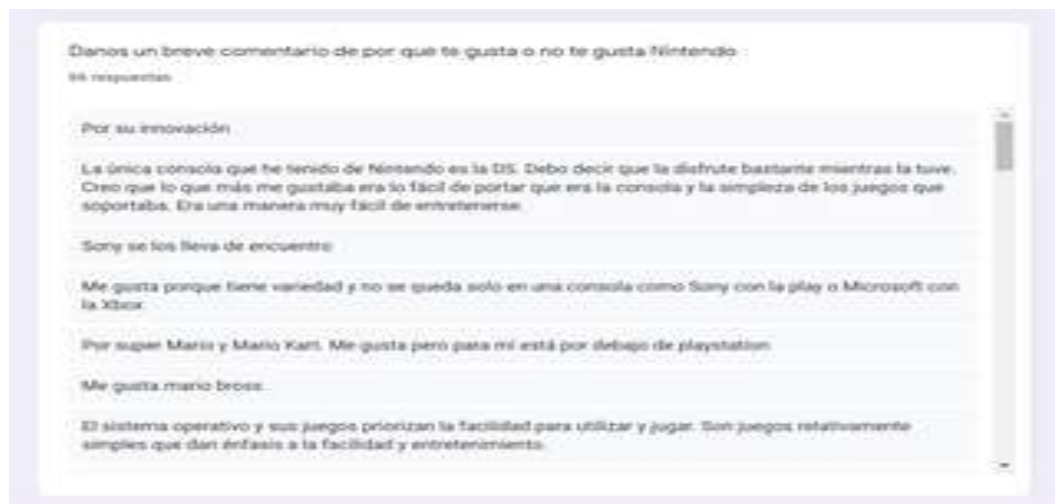 Danos un breve comentario de por qué te gusta o no te gusta Nintendo
respuestas
Por su innovación
La única consola que he tenido de Nintendo es la DS. Debo decir que la disfrute bastante mientras la tuve.
Creo que lo que más me gustaba era lo fácil de portar que era la consola y la simpleza de los juegos que
soportaba. Era una manera muy fácil de entretenerse.
Sony se los lleva de encuentro
Me gusta porque tiene variedad y no se queda solo en una consola como Sony con la play o Microsoft con
la Xbox
Por super Mario y Mario Kart. Me gusta pero para mi está por debajo de playstation
Me gusta mario bross
El sistema operativo y sus juegos priorizan la facilidad para utilizar y jugar. Son juegos relativamente
simples que dan énfasis a la facilidad y entretenimiento.